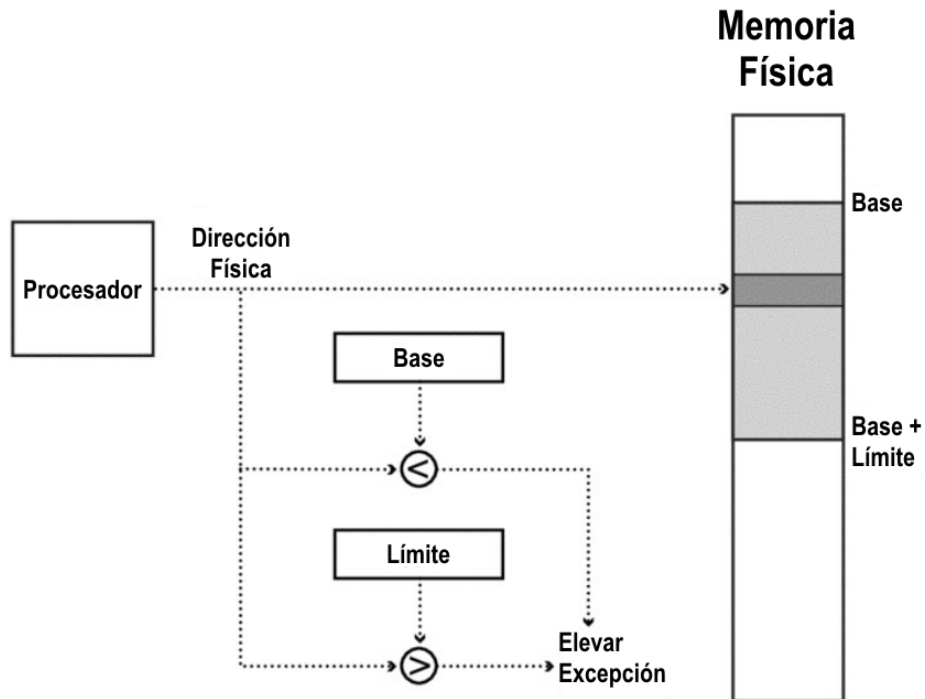 Memoria
Física
Base
Dirección
Física
Procesador
Base
<
Base +
Límite
Límite
>
Elevar
Excepción